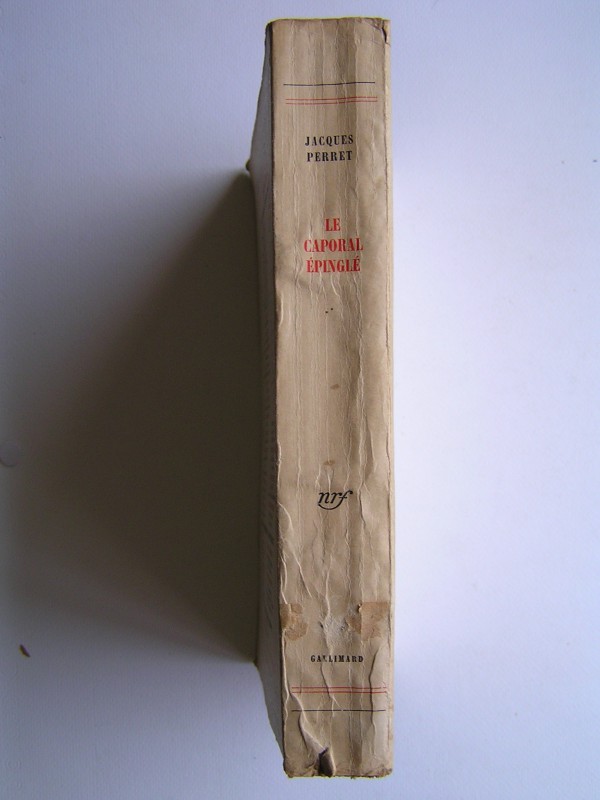 JACQUES
PERRET
LE
CAPORAL
ÉPINGLÉ
nrf
GALLIMARD